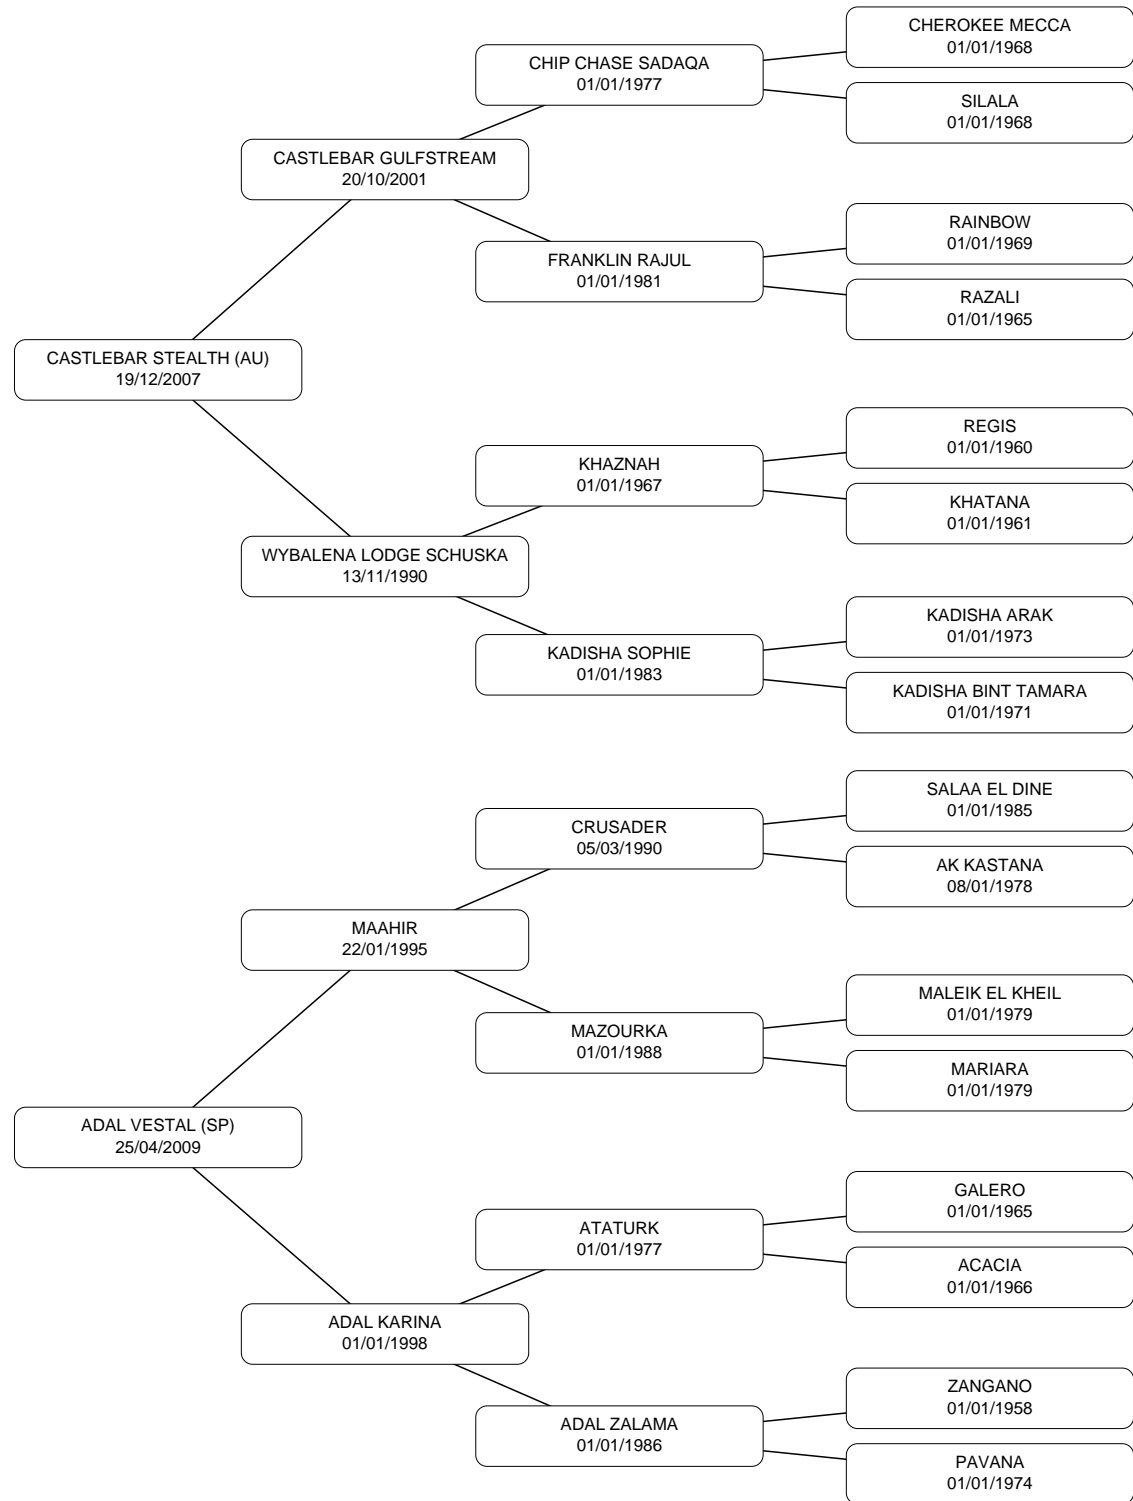 CHEROKEE MECCA
01/01/1968
CHIP CHASE SADAQA
01/01/1977
SILALA
01/01/1968
CASTLEBAR GULFSTREAM
20/10/2001
RAINBOW
01/01/1969
FRANKLIN RAJUL
01/01/1981
RAZALI
01/01/1965
CASTLEBAR STEALTH (AU)
19/12/2007
REGIS
01/01/1960
KHAZNAH
01/01/1967
KHATANA
01/01/1961
WYBALENA LODGE SCHUSKA
13/11/1990
KADISHA ARAK
01/01/1973
KADISHA SOPHIE
01/01/1983
KADISHA BINT TAMARA
01/01/1971
SALAA EL DINE
01/01/1985
CRUSADER
05/03/1990
AK KASTANA
08/01/1978
MAAHIR
22/01/1995
MALEIK EL KHEIL
01/01/1979
MAZOURKA
01/01/1988
MARIARA
01/01/1979
ADAL VESTAL (SP)
25/04/2009
GALERO
01/01/1965
ATATURK
01/01/1977
ACACIA
01/01/1966
ADAL KARINA
01/01/1998
ZANGANO
01/01/1958
ADAL ZALAMA
01/01/1986
PAVANA
01/01/1974